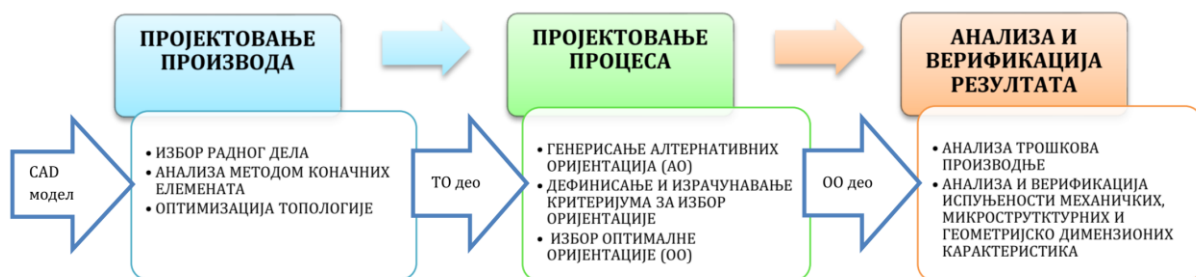 ПРОЈЕКТОВАЊЕ
ПРОИЗВОДА
ПРОЈЕКТОВАЊЕ
ПРОЦЕСА
АНАЛИЗА И
ВЕРИФИКАЦИЈА
РЕЗУЛТАТА
CAD
модел
• ИЗБОР РАДНОГ ДЕЛА
• АНАЛИЗА МЕТОДОМ КОНАЧНИХ
ЕЛЕМЕНАТА
• ОПТИМИЗАЦИЈА ТОПОЛОГИЈЕ
ТО део
• ГЕНЕРИСАЊЕ АЛТЕРНАТИВНИХ
ОРИЈЕНТАЦИЈА (АО)
• ДЕФИНИСАЊЕ И ИЗРАЧУНАВАЊЕ
КРИТЕРИЈУМА ЗА ИЗБОР
ОРИЈЕНТАЦИЈЕ
• ИЗБОР ОПТИМАЛНЕ
ОРИЈЕНТАЦИЈЕ (ОО)
ОО део
• АНАЛИЗА ТРОШКОВА
ПРОИЗВОДЊЕ
• АНАЛИЗА И ВЕРИФИКАЦИЈА
ИСПУЊЕНОСТИ МЕХАНИЧКИХ,
МИКРОСТРУТКТУРНИХ И
ГЕОМЕТРИЈСКО ДИМЕНЗИОНИХ
КАРАКТЕРИСТИКА